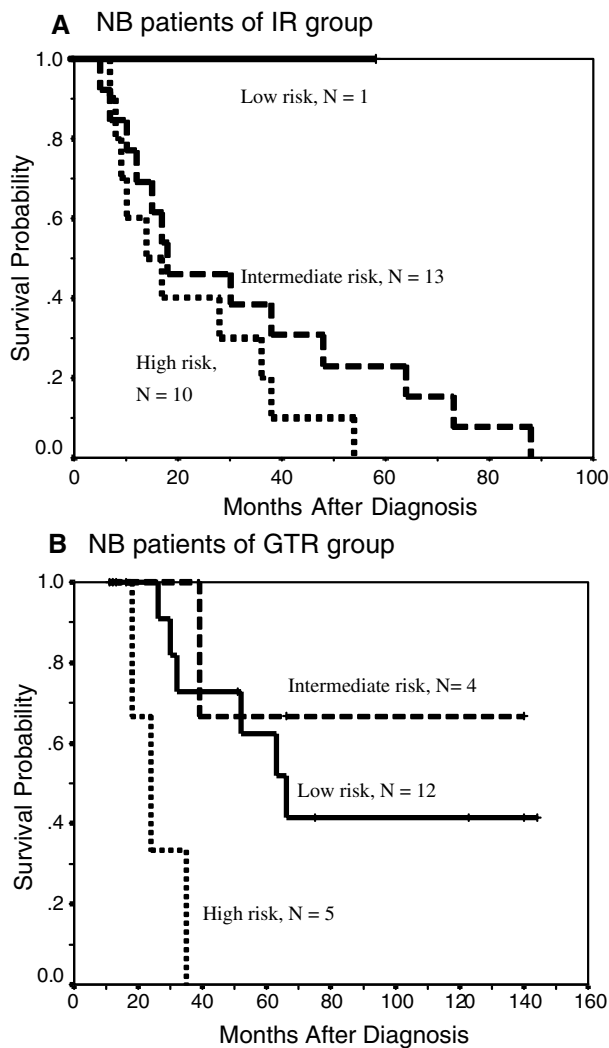 A NB patients of IR group
1.0
.8
.6
.4
.2
0.0
Survival Probability
Low risk, N = 1
Intermediate risk, N = 13
High risk,
N = 10
0 20 40 60 80 100
Months After Diagnosis
B NB patients of GTR group
1.0
.8
.6
.4
.2
0.0
Survival Probability
Intermediate risk, N= 4
Low risk, N = 12
High risk, N = 5
0 20 40 60 80 100 120 140 160
Months After Diagnosis